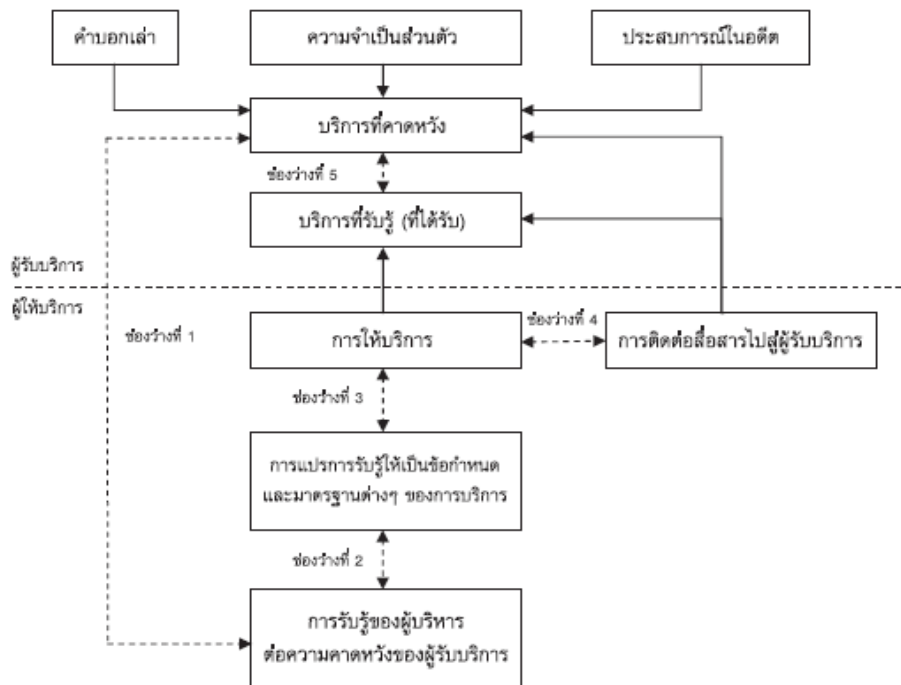 คำบอกเล่า
ความจำเป็นส่วนตัว
ประสบการณ์ในอดีต
บริการที่คาดหวัง
ช่องว่างที่ 5
บริการที่รับรู้ (ที่ได้รับ)
ผู้รับบริการ
ผู้ให้บริการ
ช่องว่างที่ 1
การให้บริการ
ช่องว่างที่ 4
การติดต่อสื่อสารไปสู่ผู้รับบริการ
ช่องว่างที่ 3
การแปรการรับรู้ให้เป็นข้อกำหนด
และมาตรฐานต่างๆ ของการบริการ
ช่องว่างที่ 2
การรับรู้ของผู้บริหาร
ต่อความคาดหวังของผู้รับบริการ